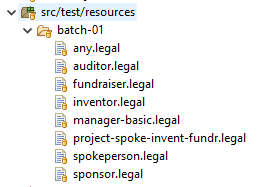 src/test/resources
batch-01
any.legal
auditor.legal
fundraiser.legal
inventor.legal
manager-basic.legal
project-spoke-invent-fundr.legal
spokeperson.legal
sponsor.legal